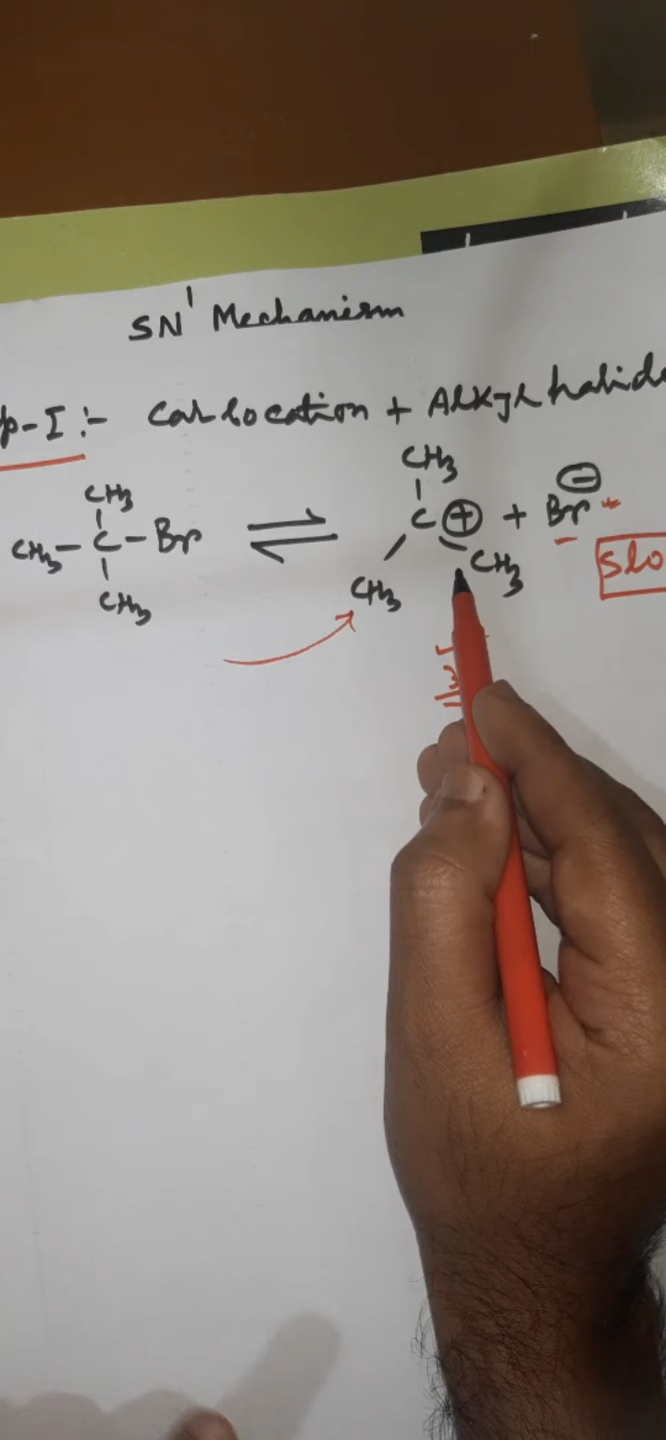 SN¹ Mechanism
p-I :- Carbocation + Alkyl halide
CH₃ CH₃
CH₃-C-Br ⇌ C⊕ + Br⊖
CH₃ CH₃ CH₃
Slo